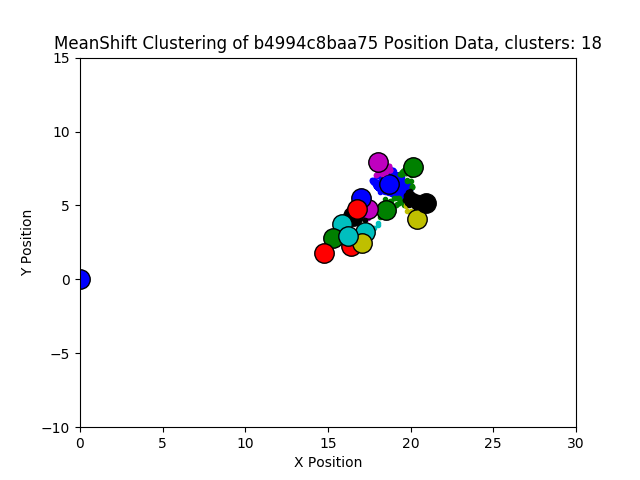 MeanShift Clustering of b4994c8baa75 Position Data, clusters: 18
15
10
5
0
−5
−10
Y Position
0 5 10 15 20 25 30
X Position